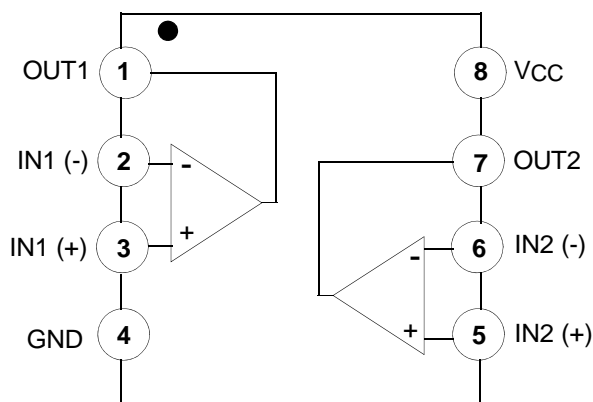 OUT1 1 8 VCC
IN1 (-) 2 - 7 OUT2
IN1 (+) 3 + - 6 IN2 (-)
GND 4 + 5 IN2 (+)